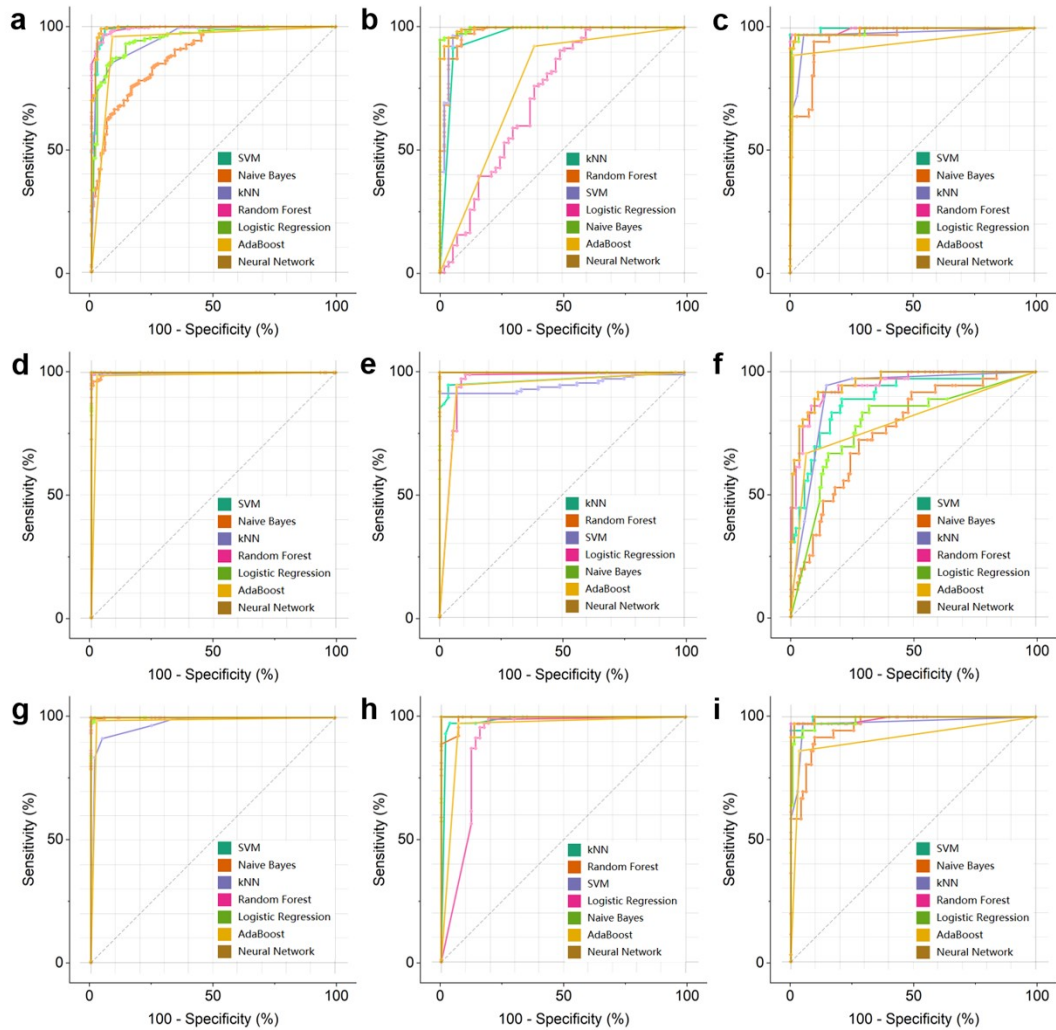 a
100
50
0
Sensitivity (%)
SVM
Naive Bayes
kNN
Random Forest
Logistic Regression
AdaBoost
Neural Network
0 50 100
100 - Specificity (%)
b
100
50
0
Sensitivity (%)
kNN
Random Forest
SVM
Logistic Regression
Naive Bayes
AdaBoost
Neural Network
0 50 100
100 - Specificity (%)
c
100
50
0
Sensitivity (%)
SVM
Naive Bayes
kNN
Random Forest
Logistic Regression
AdaBoost
Neural Network
0 50 100
100 - Specificity (%)
d
100
50
0
Sensitivity (%)
SVM
Naive Bayes
kNN
Random Forest
Logistic Regression
AdaBoost
Neural Network
0 50 100
100 - Specificity (%)
e
100
50
0
Sensitivity (%)
kNN
Random Forest
SVM
Logistic Regression
Naive Bayes
AdaBoost
Neural Network
0 50 100
100 - Specificity (%)
f
100
50
0
Sensitivity (%)
SVM
Naive Bayes
kNN
Random Forest
Logistic Regression
AdaBoost
Neural Network
0 50 100
100 - Specificity (%)
g
100
50
0
Sensitivity (%)
SVM
Naive Bayes
kNN
Random Forest
Logistic Regression
AdaBoost
Neural Network
0 50 100
100 - Specificity (%)
h
100
50
0
Sensitivity (%)
kNN
Random Forest
SVM
Logistic Regression
Naive Bayes
AdaBoost
Neural Network
0 50 100
100 - Specificity (%)
i
100
50
0
Sensitivity (%)
SVM
Naive Bayes
kNN
Random Forest
Logistic Regression
AdaBoost
Neural Network
0 50 100
100 - Specificity (%)